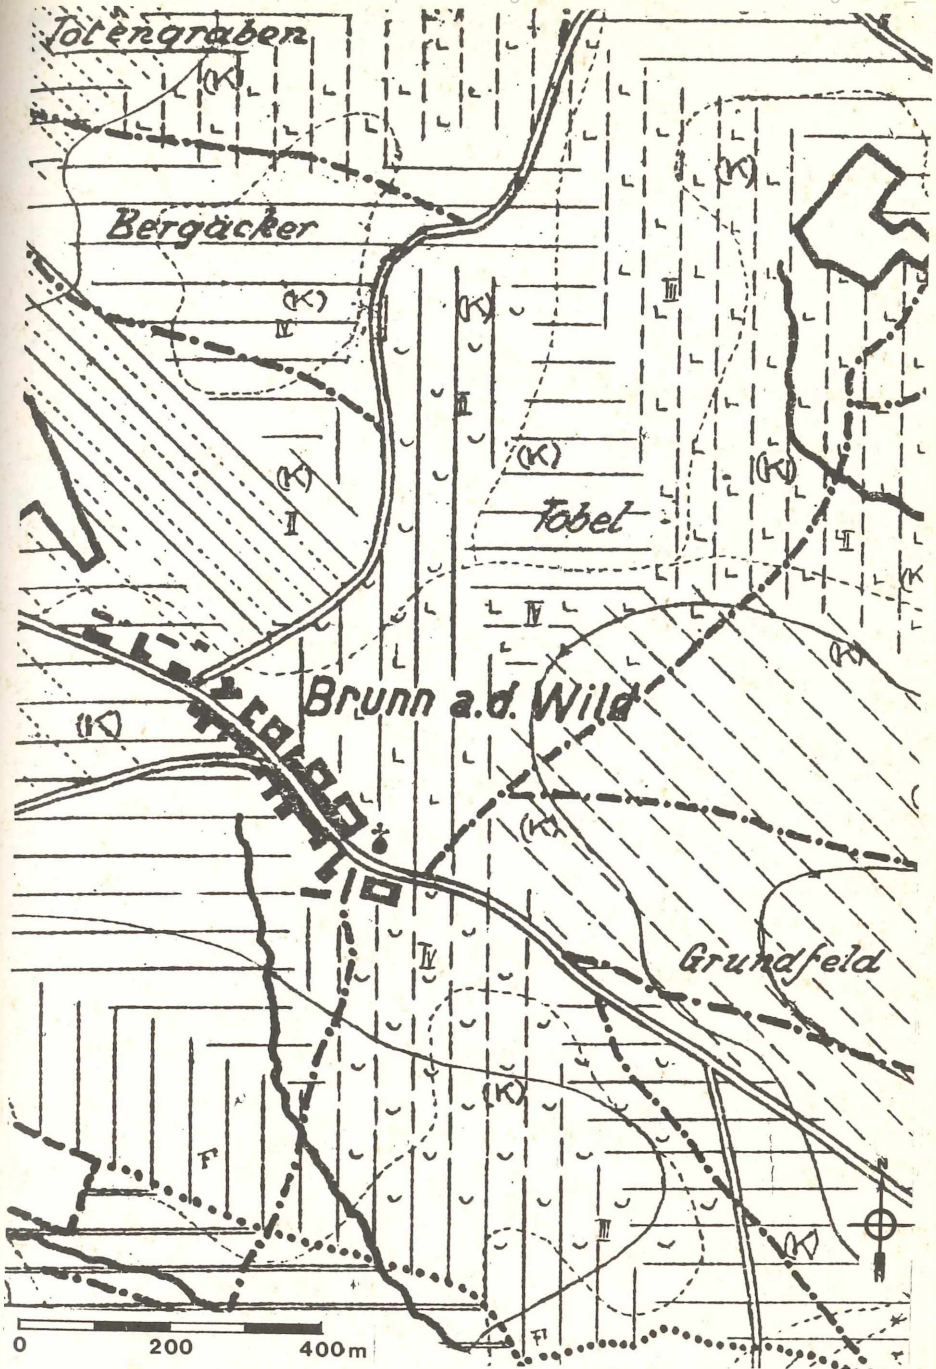 Totengraben
(K)
Bergäcker
(K)
III
(K)
IV
(K)
III
(K)
(K)
II
(K)
Tobel
II
IV
(K)
Brunn a.d. Wild
(K)
(K)
IV
Grundfeld
(K)
F
III
(K)
N
F
0 200 400m